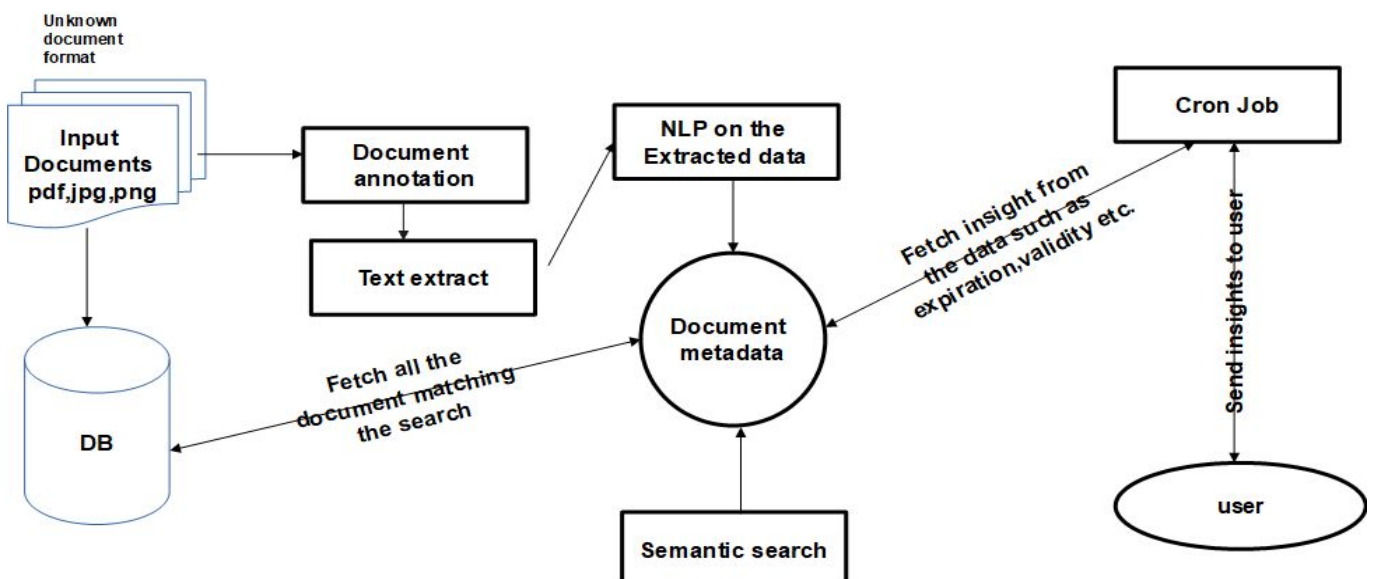 Unknown
document
format
Input
Documents
pdf,jpg,png
Document
annotation
Text extract
NLP on the
Extracted data
Cron Job
Fetch insight from
the data such as
expiration,validity etc.
Send insights to user
Document
metadata
Fetch all the
document matching
the search
DB
Semantic search
user